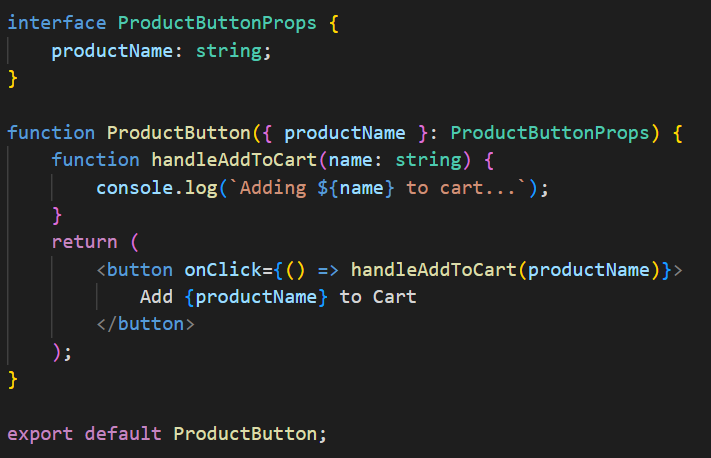 interface ProductButtonProps {
    productName: string;
}

function ProductButton({ productName }: ProductButtonProps) {
    function handleAddToCart(name: string) {
        console.log(`Adding ${name} to cart...`);
    }
    return (
        <button onClick={() => handleAddToCart(productName)}>
            Add {productName} to Cart
        </button>
    );
}

export default ProductButton;